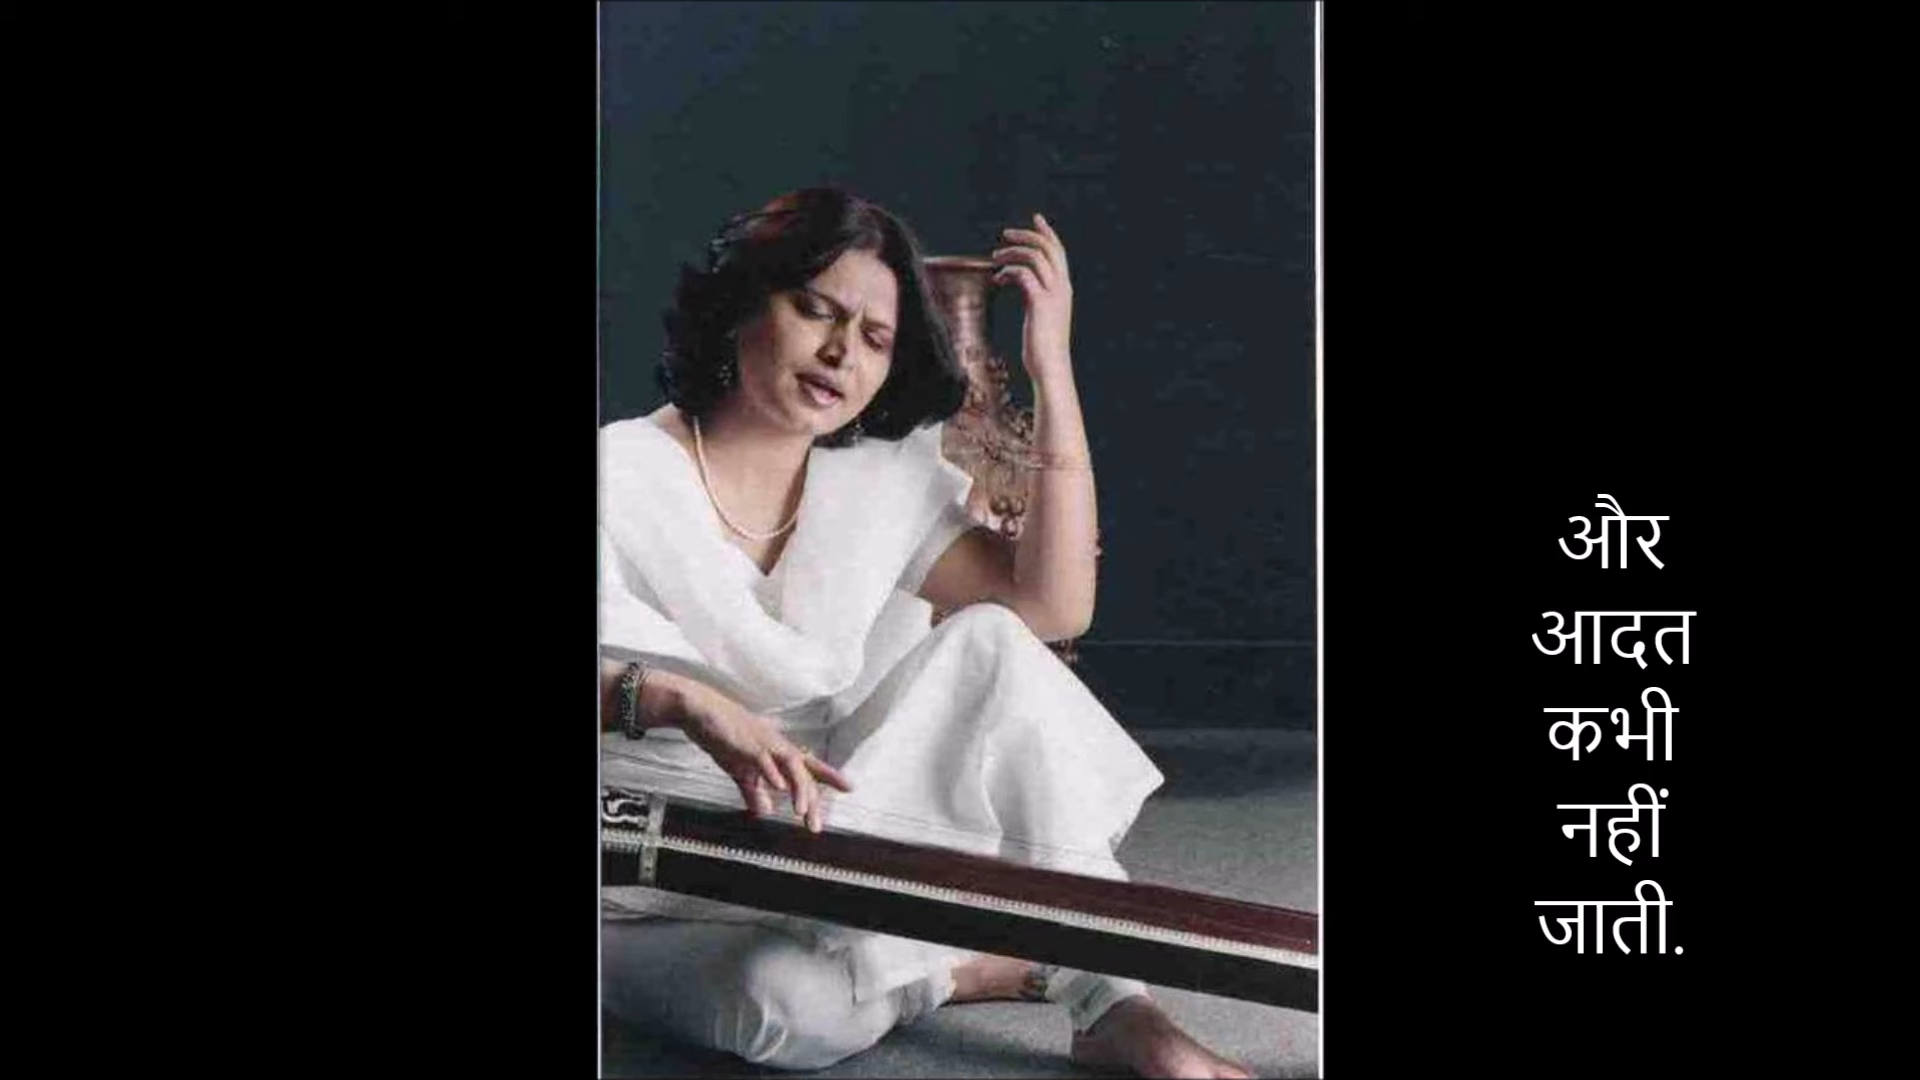 और
आदत
कभी
नहीं
जाती.